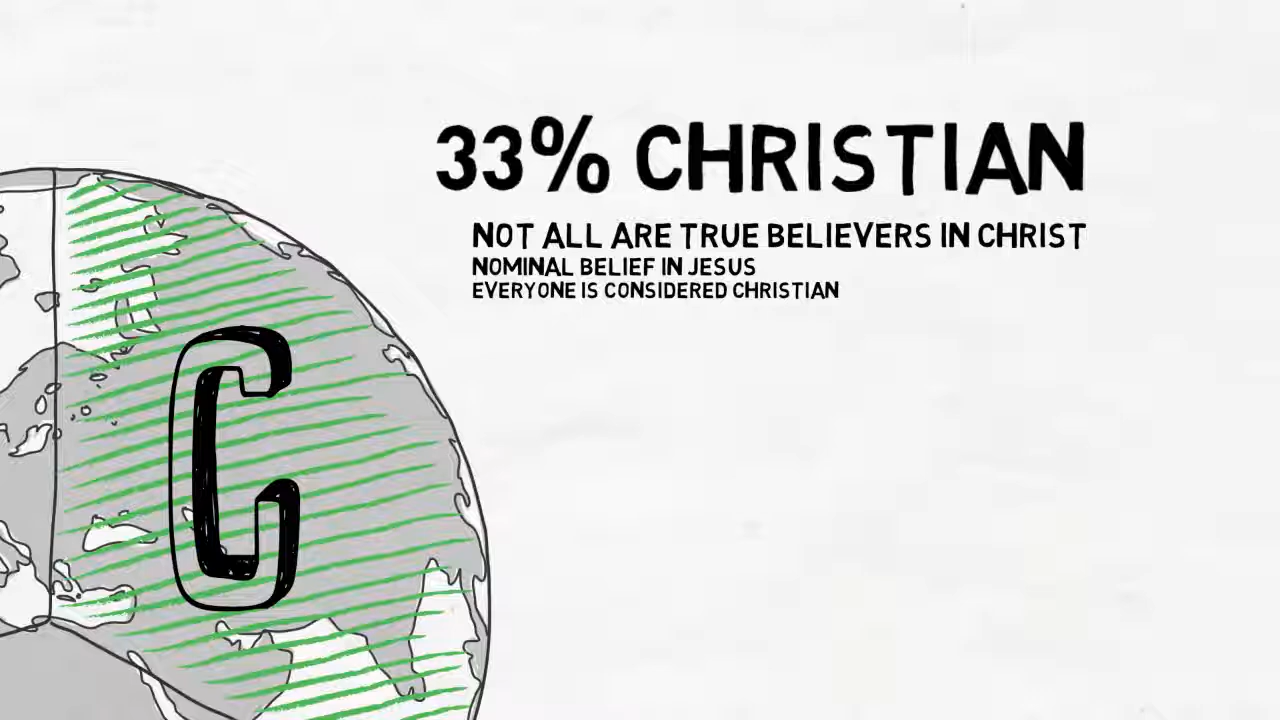 33% CHRISTIAN
NOT ALL ARE TRUE BELIEVERS IN CHRIST
NOMINAL BELIEF IN JESUS
EVERYONE IS CONSIDERED CHRISTIAN
C